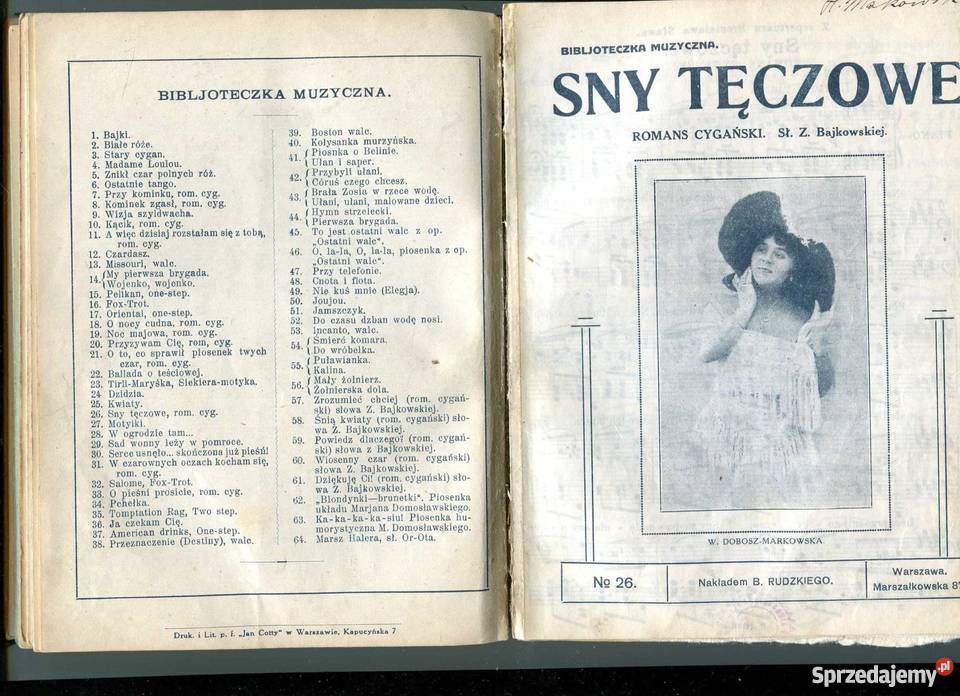 BIBLJOTECZKA MUZYCZNA.
1. Bajki.
2. Białe róże.
3. Stary cygan.
4. Madame Loulou.
5. Znikł czar polnych róż.
6. Ostatnie tango.
7. Przy kominku, rom. cyg.
8. Kominek zgasł, rom. cyg.
9. Wizja szyldwacha.
10. Kącik, rom. cyg.
11. A więc dzisiaj rozstałam się z tobą,
rom. cyg.
12. Czardasz.
13. Missouri, walc.
14. My pierwsza brygada.
Wojenko, wojenko.
15. Pelikan, one-step.
16. Fox-Trot.
17. Oriental, one-step.
18. O nocy cudna, rom. cyg.
19. Noc majowa, rom. cyg.
20. Przyzywam Cię, rom, cyg.
21. O to, co sprawił piosenek twych
czar, rom. cyg.
22. Ballada o teściowej.
23. Tirli-Maryśka, Siekiera-motyka.
24 Dzidzia.
25. Kwiaty.
26. Sny tęczowe, rom. cyg.
27. Motylki.
28. W ogrodzie tam...
29. Sad wonny leży w pomroce.
30. Serce usnęło... skończona już pieśń!
31. W czarownych oczach kocham się,
rom. cyg.
32. Salome, Fox-Trot.
33. O pieśni prosicie, rom. cyg.
34. Pchełka.
35. Tomptation Rag, Two step.
36. Ja czekam Cię.
37. American drinks, One-step.
38. Przeznaczenie (Destiny), walc.
39. Boston walc.
40. Kołysanka murzyńska.
41. Piosnka o Belinie.
Ułan i saper.
42. Przybyli ułani.
Córuś czego chcesz.
43. Brała Zosia w rzece wodę.
Ułani, ułani, malowane dzieci.
44. Hymn strzelecki.
Pierwsza brygada.
45. To jest ostatni walc z op.
„Ostatni walc“.
46. O, la-la, O, la-la, piosenka z op.
„Ostatni walc“.
47. Przy telefonie.
48. Cnota i flota.
49. Nie kuś mnie (Elegja).
50. Joujou.
51. Jamszczyk.
52. Do czasu dzban wodę nosi.
53. Incanto, walc.
54. Śmierć komara.
Do wróbelka.
55. Puławianka.
Kalina.
56. Mały żołnierz.
Żołnierska dola.
57. Zrozumieć chciej (rom. cygań-
ski) słowa Z. Bajkowskiej.
58. Śnią kwiaty (rom. cygański) sło-
wa Z. Bajkowskiej.
59. Powiedz dlaczego? (rom. cygań-
ski) słowa z Bajkowskiej.
60. Wiosenny czar (rom. cygański)
słowa Z. Bajkowskiej.
61. Dziękuję Ci! (rom. cygański) sło-
wa Z. Bajkowskiej.
62. „Blondynki—brunetki“. Piosenka
układu Marjana Domosławskiego.
63. Ka-ka-ka-ka-siu! Piosenka hu-
morystyczna M. Domosławskiego.
64. Marsz Halera, sł. Or-Ota.
Druk. i Lit. p. f. „Jan Cotty“ w Warszawie, Kapucyńska 7
BIBLJOTECZKA MUZYCZNA.
SNY TĘCZOWE
ROMANS CYGAŃSKI. Sł. Z. Bajkowskiej.
W. DOBOSZ-MARKOWSKA
No 26.
Nakładem B. RUDZKIEGO.
Warszawa,
Marszałkowska
Sprzedajemy.pl